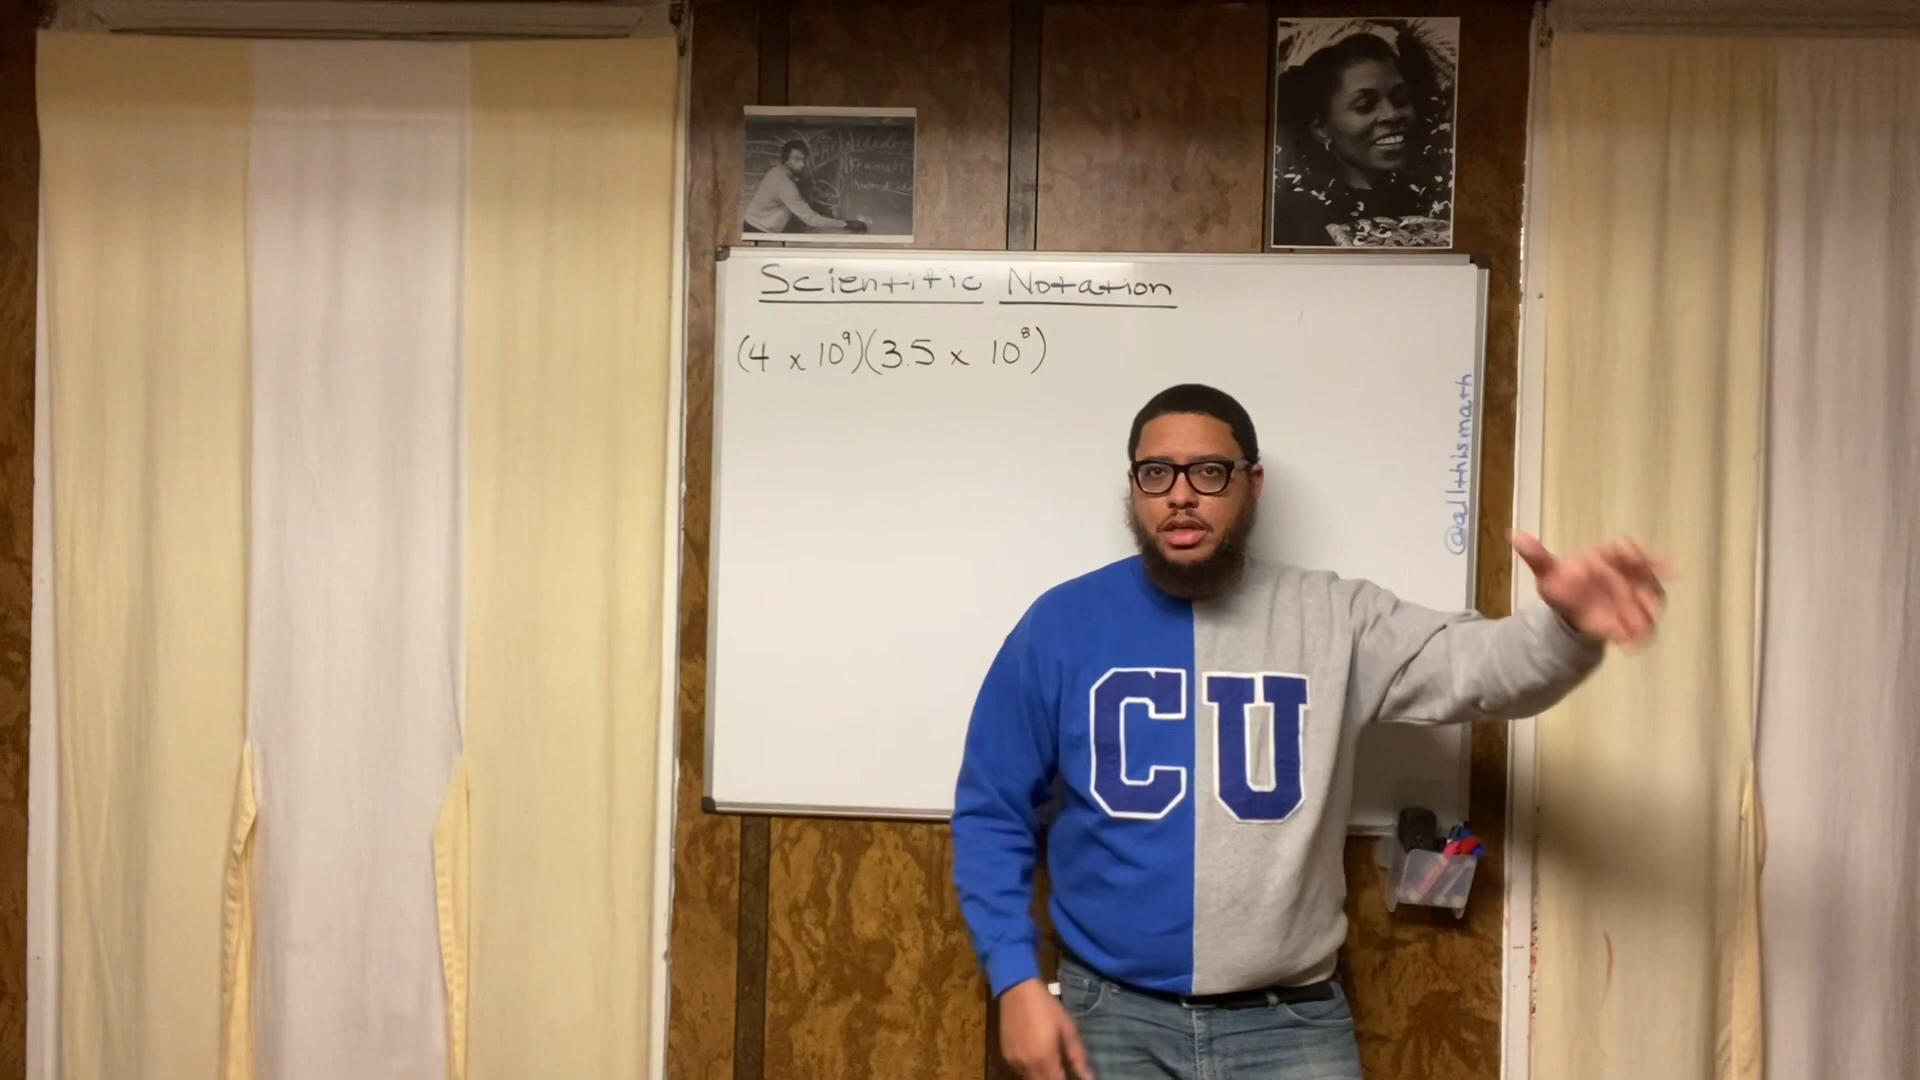 Scientific Notation
(4 x 10⁹)(3.5 x 10⁸)
@allthismath
CU